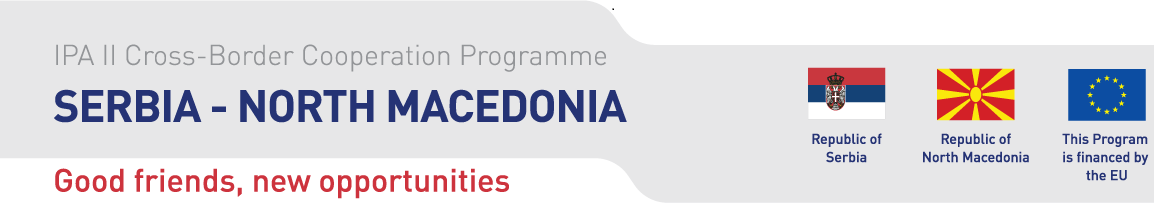 IPA II Cross-Border Cooperation Programme
SERBIA - NORTH MACEDONIA
Good friends, new opportunities
Republic of
Serbia
Republic of
North Macedonia
This Program
is financed by
the EU